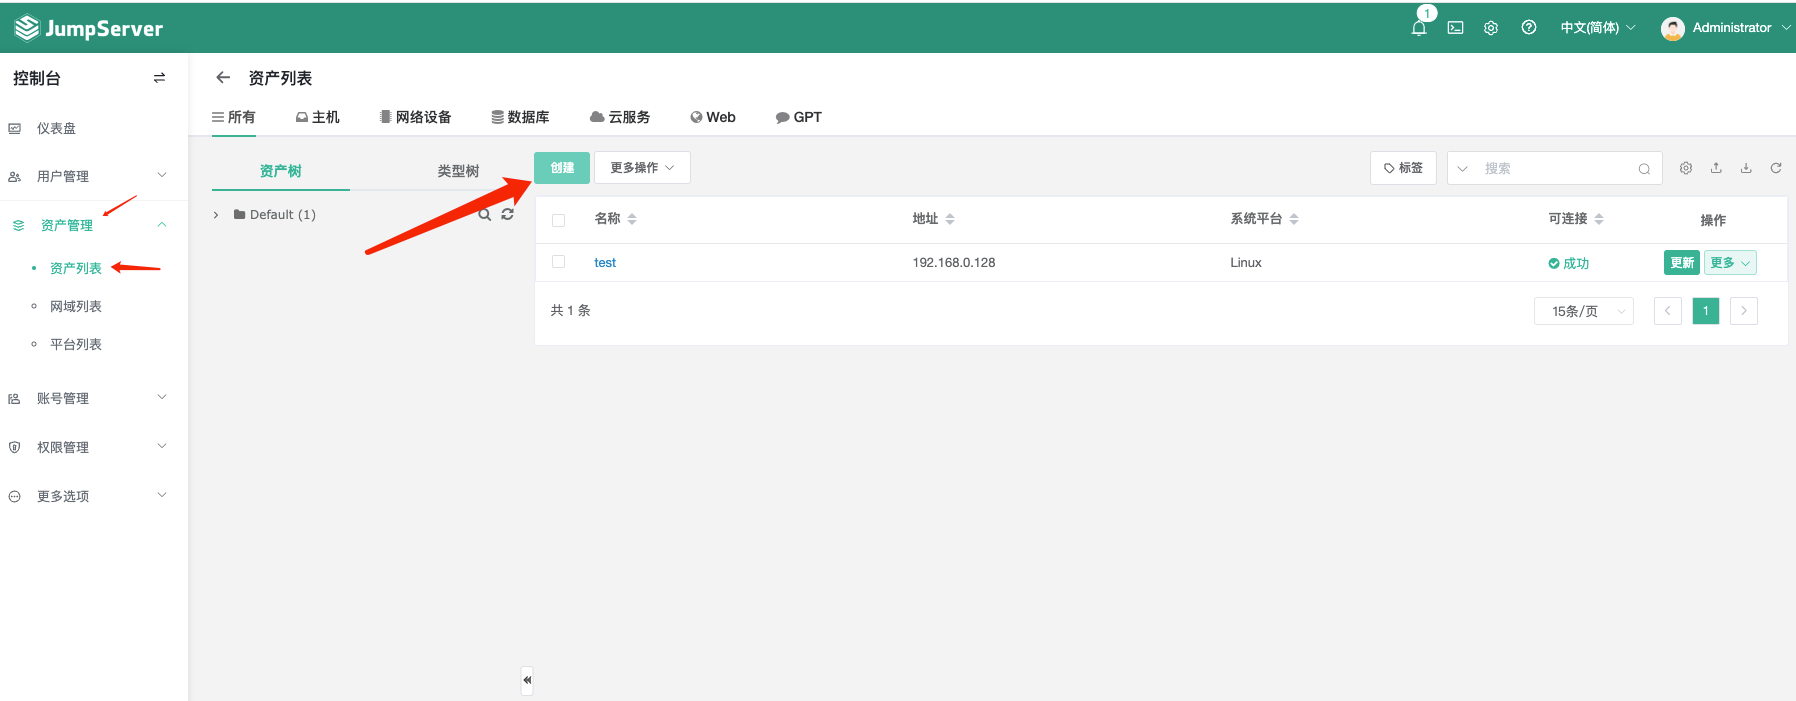 JumpServer
1
中文(简体)
Administrator
控制台
资产列表
仪表盘
用户管理
资产管理
资产列表
网域列表
平台列表
账号管理
权限管理
更多选项
所有 主机 网络设备 数据库 云服务 Web GPT
资产树 类型树
Default (1)
创建 更多操作 标签 搜索
名称 地址 系统平台 可连接 操作
test 192.168.0.128 Linux 成功 更新 更多
共 1 条 15条/页 1